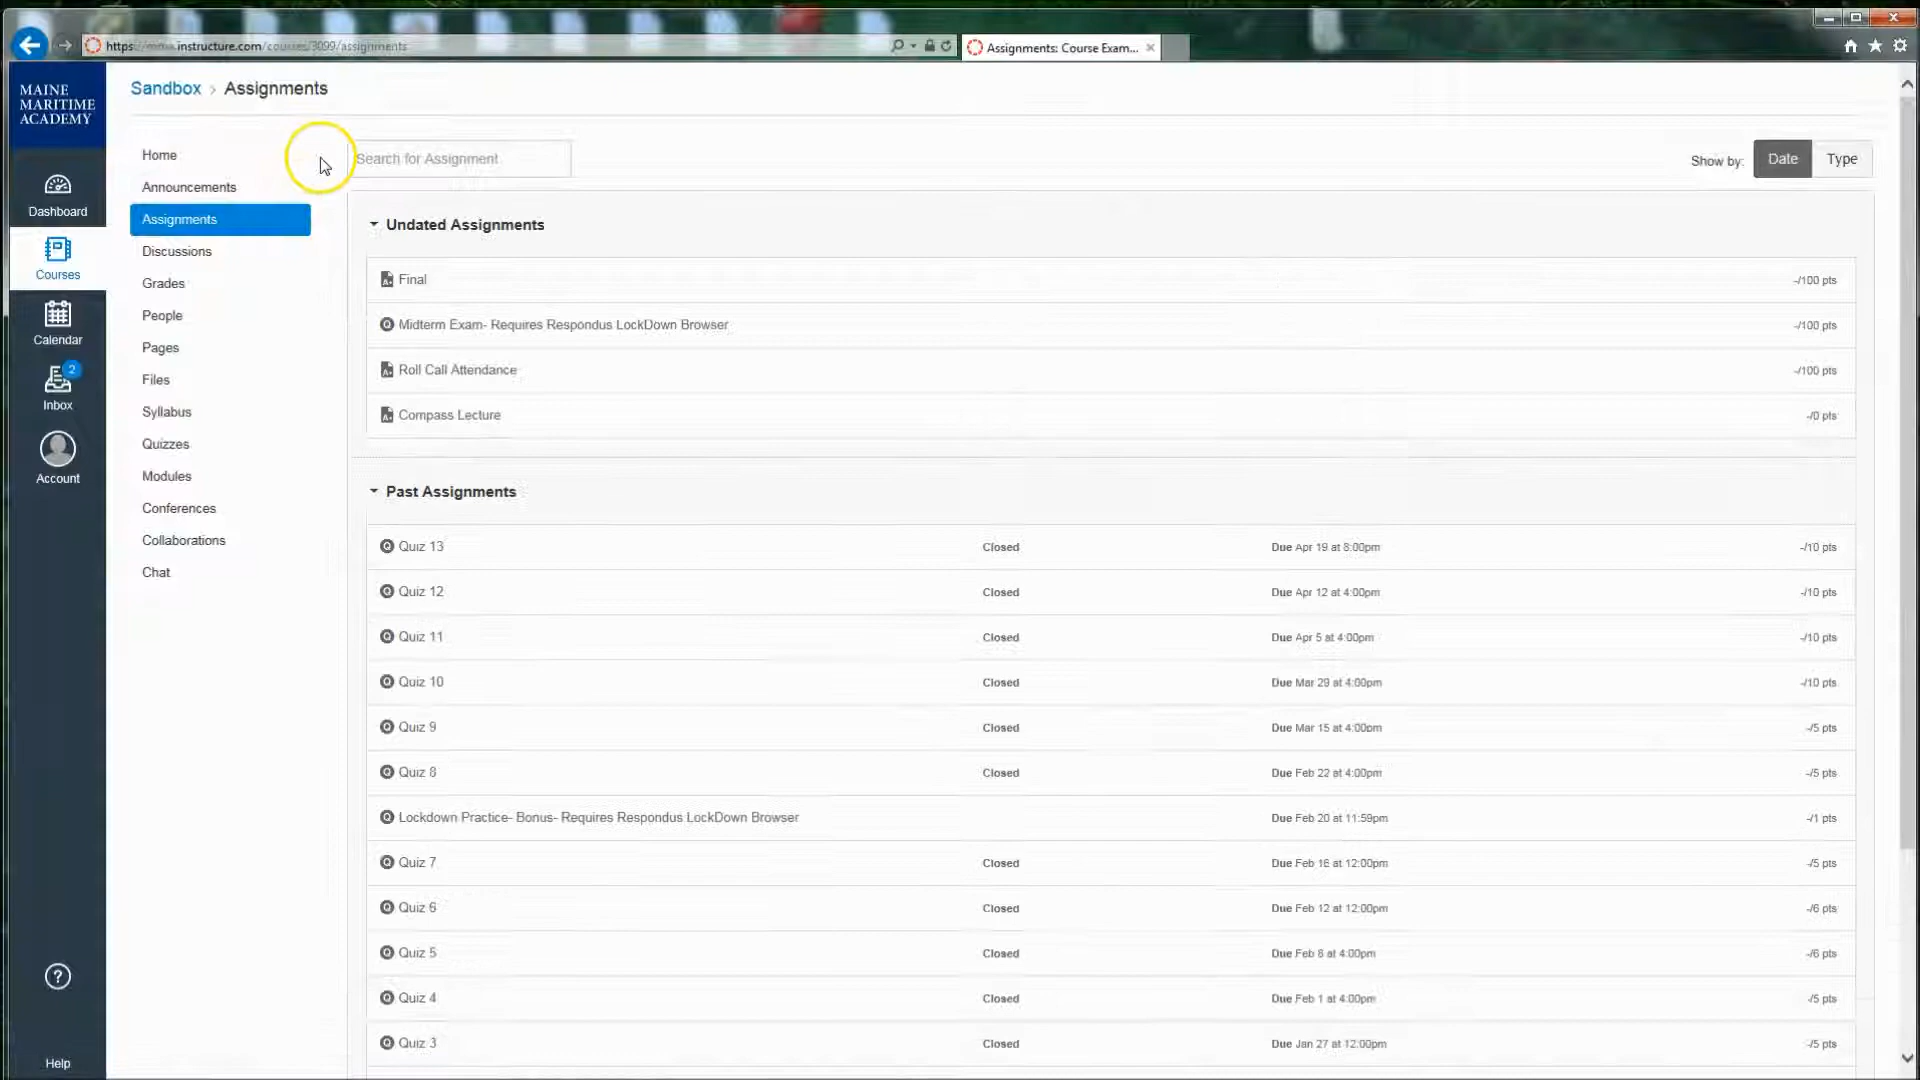 https://mma.instructure.com/courses/3099/assignments
Assignments: Course Exam...
MAINE
MARITIME
ACADEMY
Sandbox › Assignments
Dashboard
Courses
Calendar
2
Inbox
Account
Help
Home
Announcements
Assignments
Discussions
Grades
People
Pages
Files
Syllabus
Quizzes
Modules
Conferences
Collaborations
Chat
Search for Assignment
Show by: Date Type
Undated Assignments
Final -/100 pts
Midterm Exam- Requires Respondus LockDown Browser -/100 pts
Roll Call Attendance -/100 pts
Compass Lecture -/0 pts
Past Assignments
Quiz 13 Closed Due Apr 19 at 8:00pm -/10 pts
Quiz 12 Closed Due Apr 12 at 4:00pm -/10 pts
Quiz 11 Closed Due Apr 5 at 4:00pm -/10 pts
Quiz 10 Closed Due Mar 29 at 4:00pm -/10 pts
Quiz 9 Closed Due Mar 15 at 4:00pm -/5 pts
Quiz 8 Closed Due Feb 22 at 4:00pm -/5 pts
Lockdown Practice- Bonus- Requires Respondus LockDown Browser Due Feb 20 at 11:59pm -/1 pts
Quiz 7 Closed Due Feb 16 at 12:00pm -/5 pts
Quiz 6 Closed Due Feb 12 at 12:00pm -/6 pts
Quiz 5 Closed Due Feb 8 at 4:00pm -/6 pts
Quiz 4 Closed Due Feb 1 at 4:00pm -/5 pts
Quiz 3 Closed Due Jan 27 at 12:00pm -/5 pts